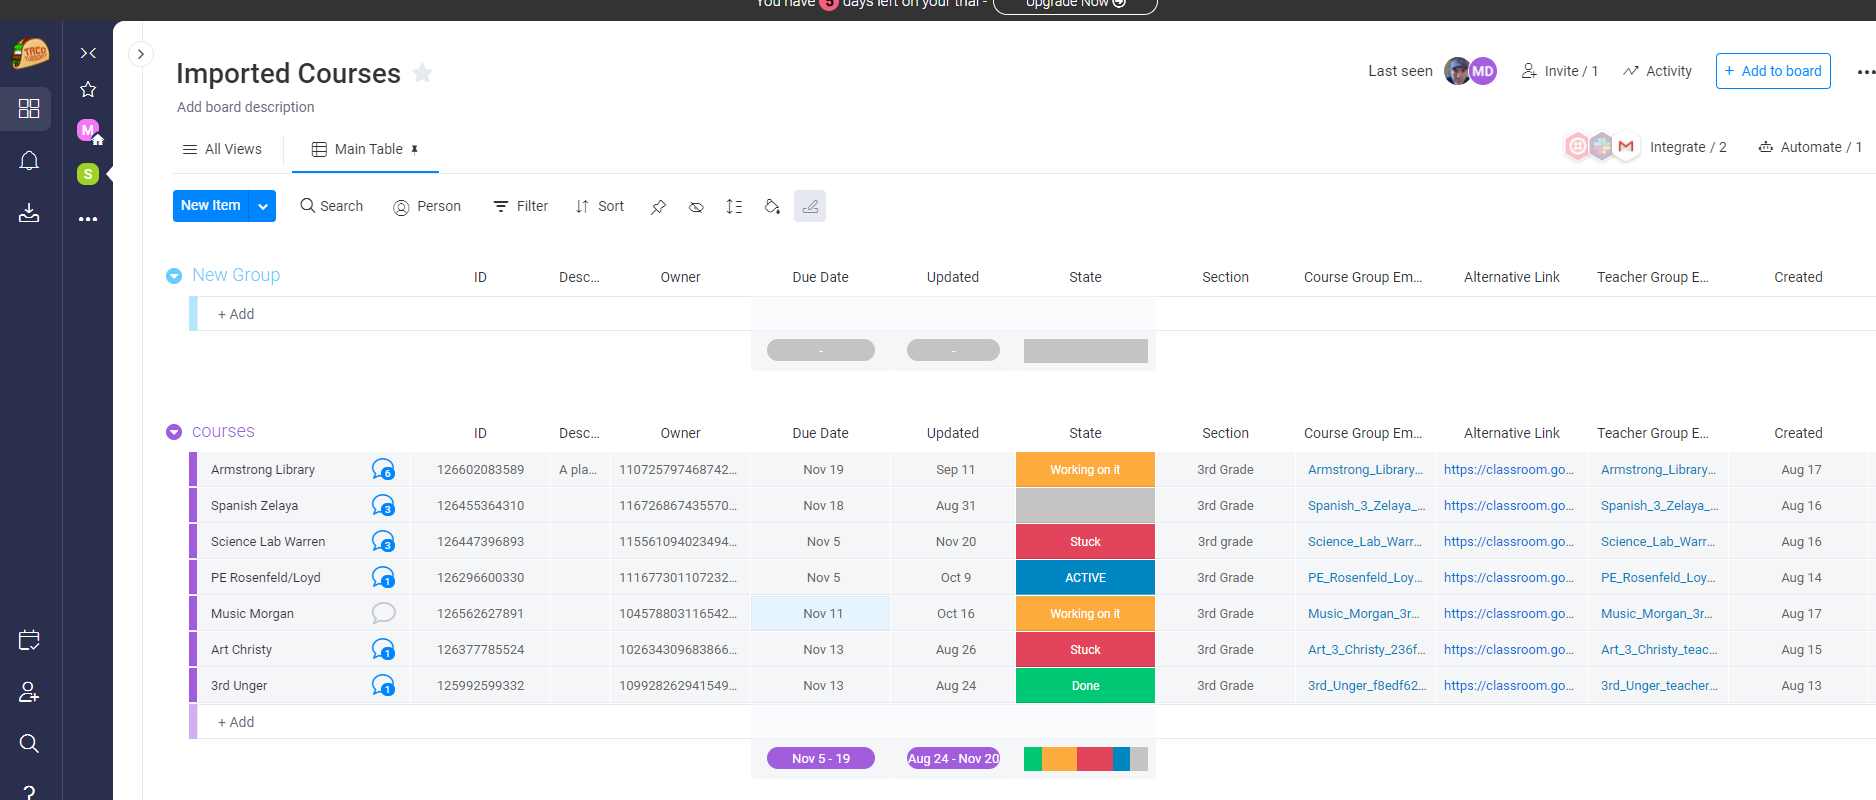 You have 5 days left on your trial - Upgrade Now
TACO TUESDAY
Imported Courses
Last seen MD Invite / 1 Activity + Add to board
Add board description
M
All Views Main Table Integrate / 2 Automate / 1
S
New Item Search Person Filter Sort
New Group ID Desc... Owner Due Date Updated State Section Course Group Em... Alternative Link Teacher Group E... Created
+ Add
- -
courses ID Desc... Owner Due Date Updated State Section Course Group Em... Alternative Link Teacher Group E... Created
Armstrong Library 6 126602083589 A pla... 110725797468742... Nov 19 Sep 11 Working on it 3rd Grade Armstrong_Library... https://classroom.go... Armstrong_Library... Aug 17
Spanish Zelaya 3 126455364310 116726867435570... Nov 18 Aug 31 3rd Grade Spanish_3_Zelaya_... https://classroom.go... Spanish_3_Zelaya_... Aug 16
Science Lab Warren 3 126447396893 115561094023494... Nov 5 Nov 20 Stuck 3rd grade Science_Lab_Warr... https://classroom.go... Science_Lab_Warr... Aug 16
PE Rosenfeld/Loyd 1 126296600330 111677301107232... Nov 5 Oct 9 ACTIVE 3rd Grade PE_Rosenfeld_Loy... https://classroom.go... PE_Rosenfeld_Loy... Aug 14
Music Morgan 126562627891 104578803116542... Nov 11 Oct 16 Working on it 3rd Grade Music_Morgan_3r... https://classroom.go... Music_Morgan_3r... Aug 17
Art Christy 1 126377785524 102634309683866... Nov 13 Aug 26 Stuck 3rd Grade Art_3_Christy_236f... https://classroom.go... Art_3_Christy_teac... Aug 15
3rd Unger 1 125992599332 109928262941549... Nov 13 Aug 24 Done 3rd Grade 3rd_Unger_f8edf62... https://classroom.go... 3rd_Unger_teacher... Aug 13
+ Add
Nov 5 - 19 Aug 24 - Nov 20